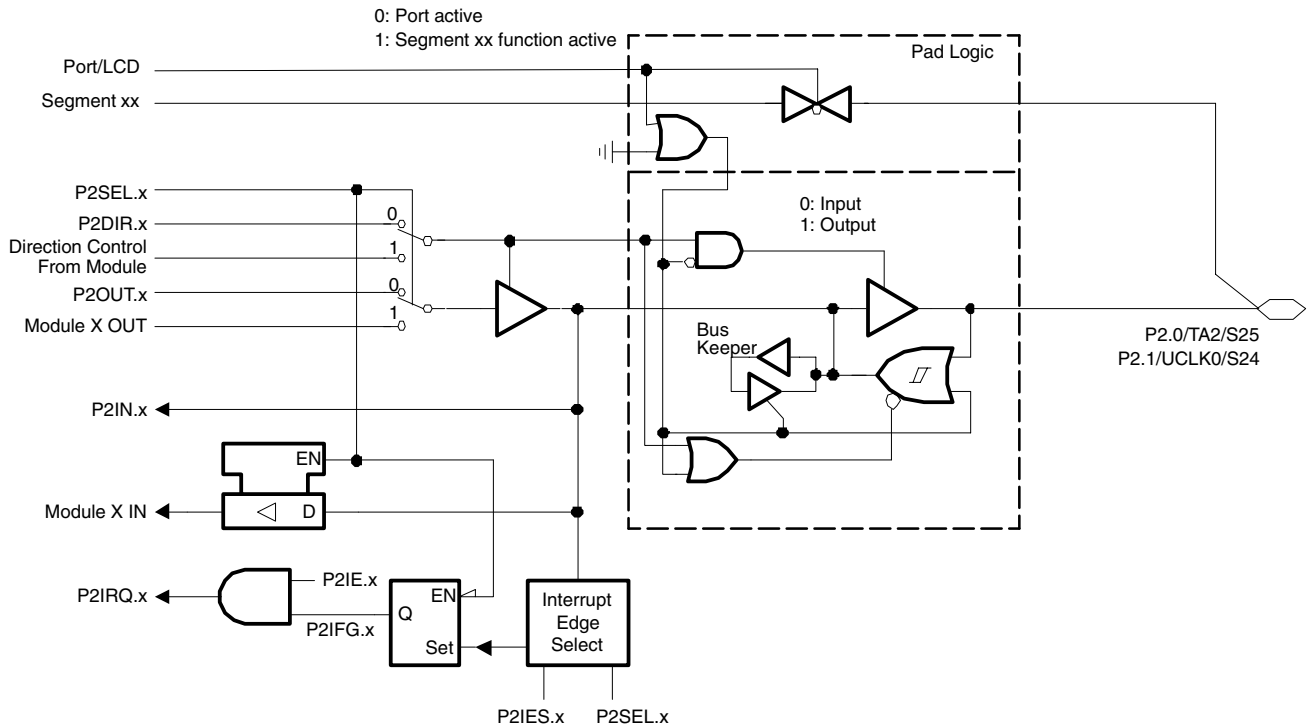 0: Port active
1: Segment xx function active
Pad Logic
Port/LCD
Segment xx
P2SEL.x
P2DIR.x
0
Direction Control
From Module
1
P2OUT.x
0
Module X OUT
1
0: Input
1: Output
Bus
Keeper
P2.0/TA2/S25
P2.1/UCLK0/S24
P2IN.x
EN
Module X IN
D
P2IRQ.x
P2IE.x
P2IFG.x
EN
Q
Set
Interrupt
Edge
Select
P2IES.x
P2SEL.x